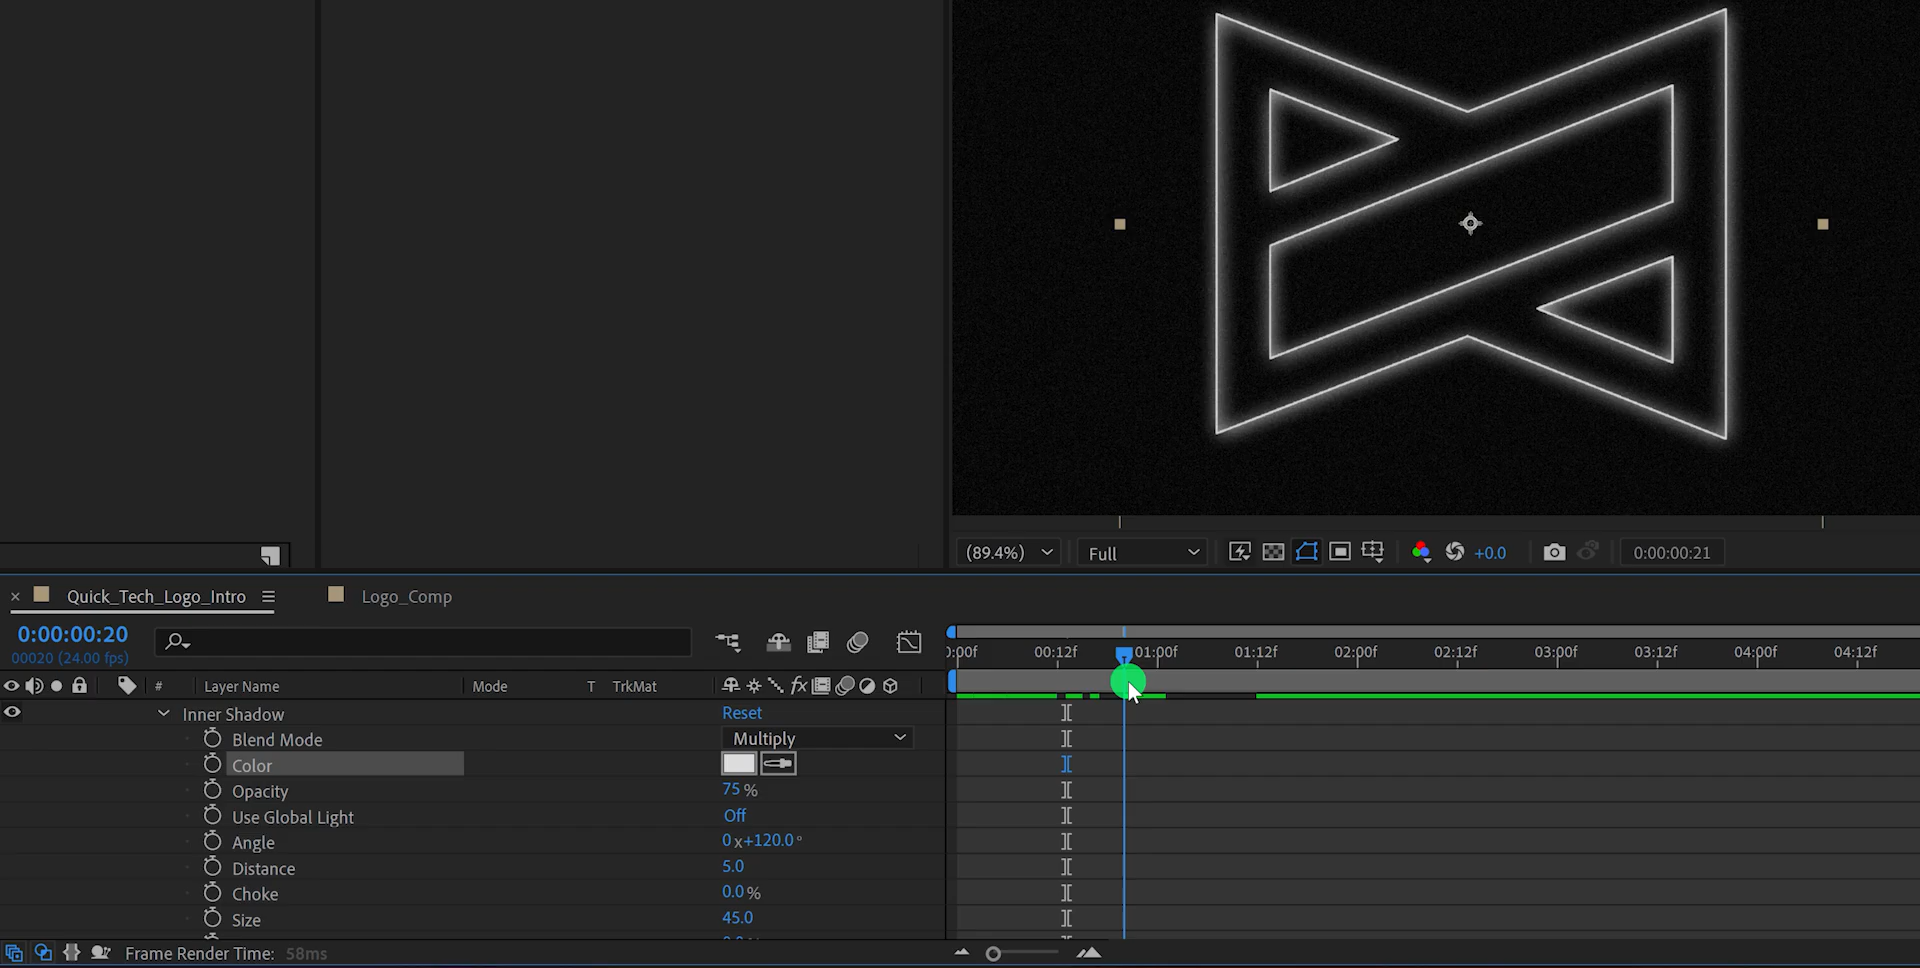 (89.4%) Full +0.0 0:00:00:21
× Quick_Tech_Logo_Intro Logo_Comp
0:00:00:20
00020 (24.00 fps)
):00f 00:12f 01:00f 01:12f 02:00f 02:12f 03:00f 03:12f 04:00f 04:12f
# Layer Name Mode T TrkMat fx
Inner Shadow Reset
Blend Mode Multiply
Color
Opacity 75 %
Use Global Light Off
Angle 0 x+120.0°
Distance 5.0
Choke 0.0 %
Size 45.0
Frame Render Time: 58ms